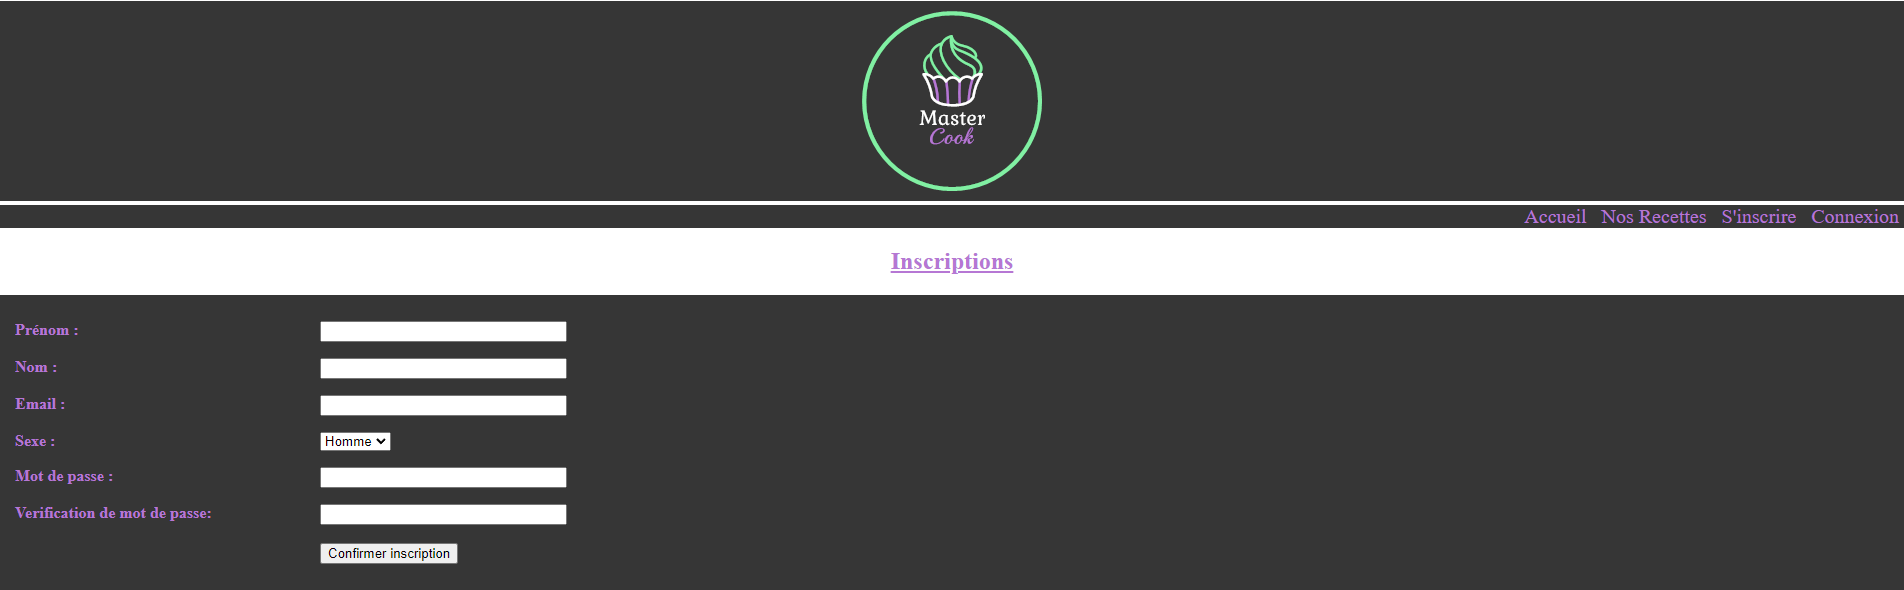 Master
Cook
Accueil Nos Recettes S'inscrire Connexion
Inscriptions
Prénom :
Nom :
Email :
Sexe : Homme
Mot de passe :
Verification de mot de passe:
Confirmer inscription